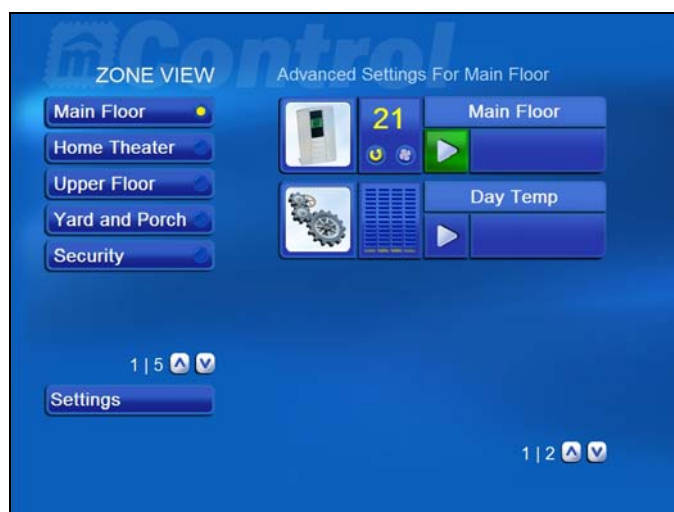 mControl
ZONE VIEW
Advanced Settings For Main Floor
Main Floor
Home Theater
Upper Floor
Yard and Porch
Security
1 | 5
Settings
21
Main Floor
Day Temp
1 | 2